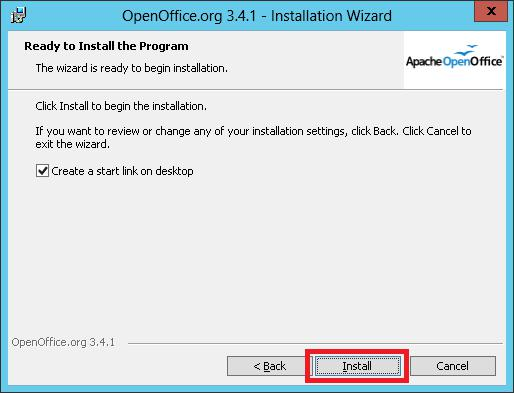 OpenOffice.org 3.4.1 - Installation Wizard
X
Ready to Install the Program
The wizard is ready to begin installation.
Apache OpenOffice™
Click Install to begin the installation.
If you want to review or change any of your installation settings, click Back. Click Cancel to
exit the wizard.
Create a start link on desktop
OpenOffice.org 3.4.1
< Back
Install
Cancel